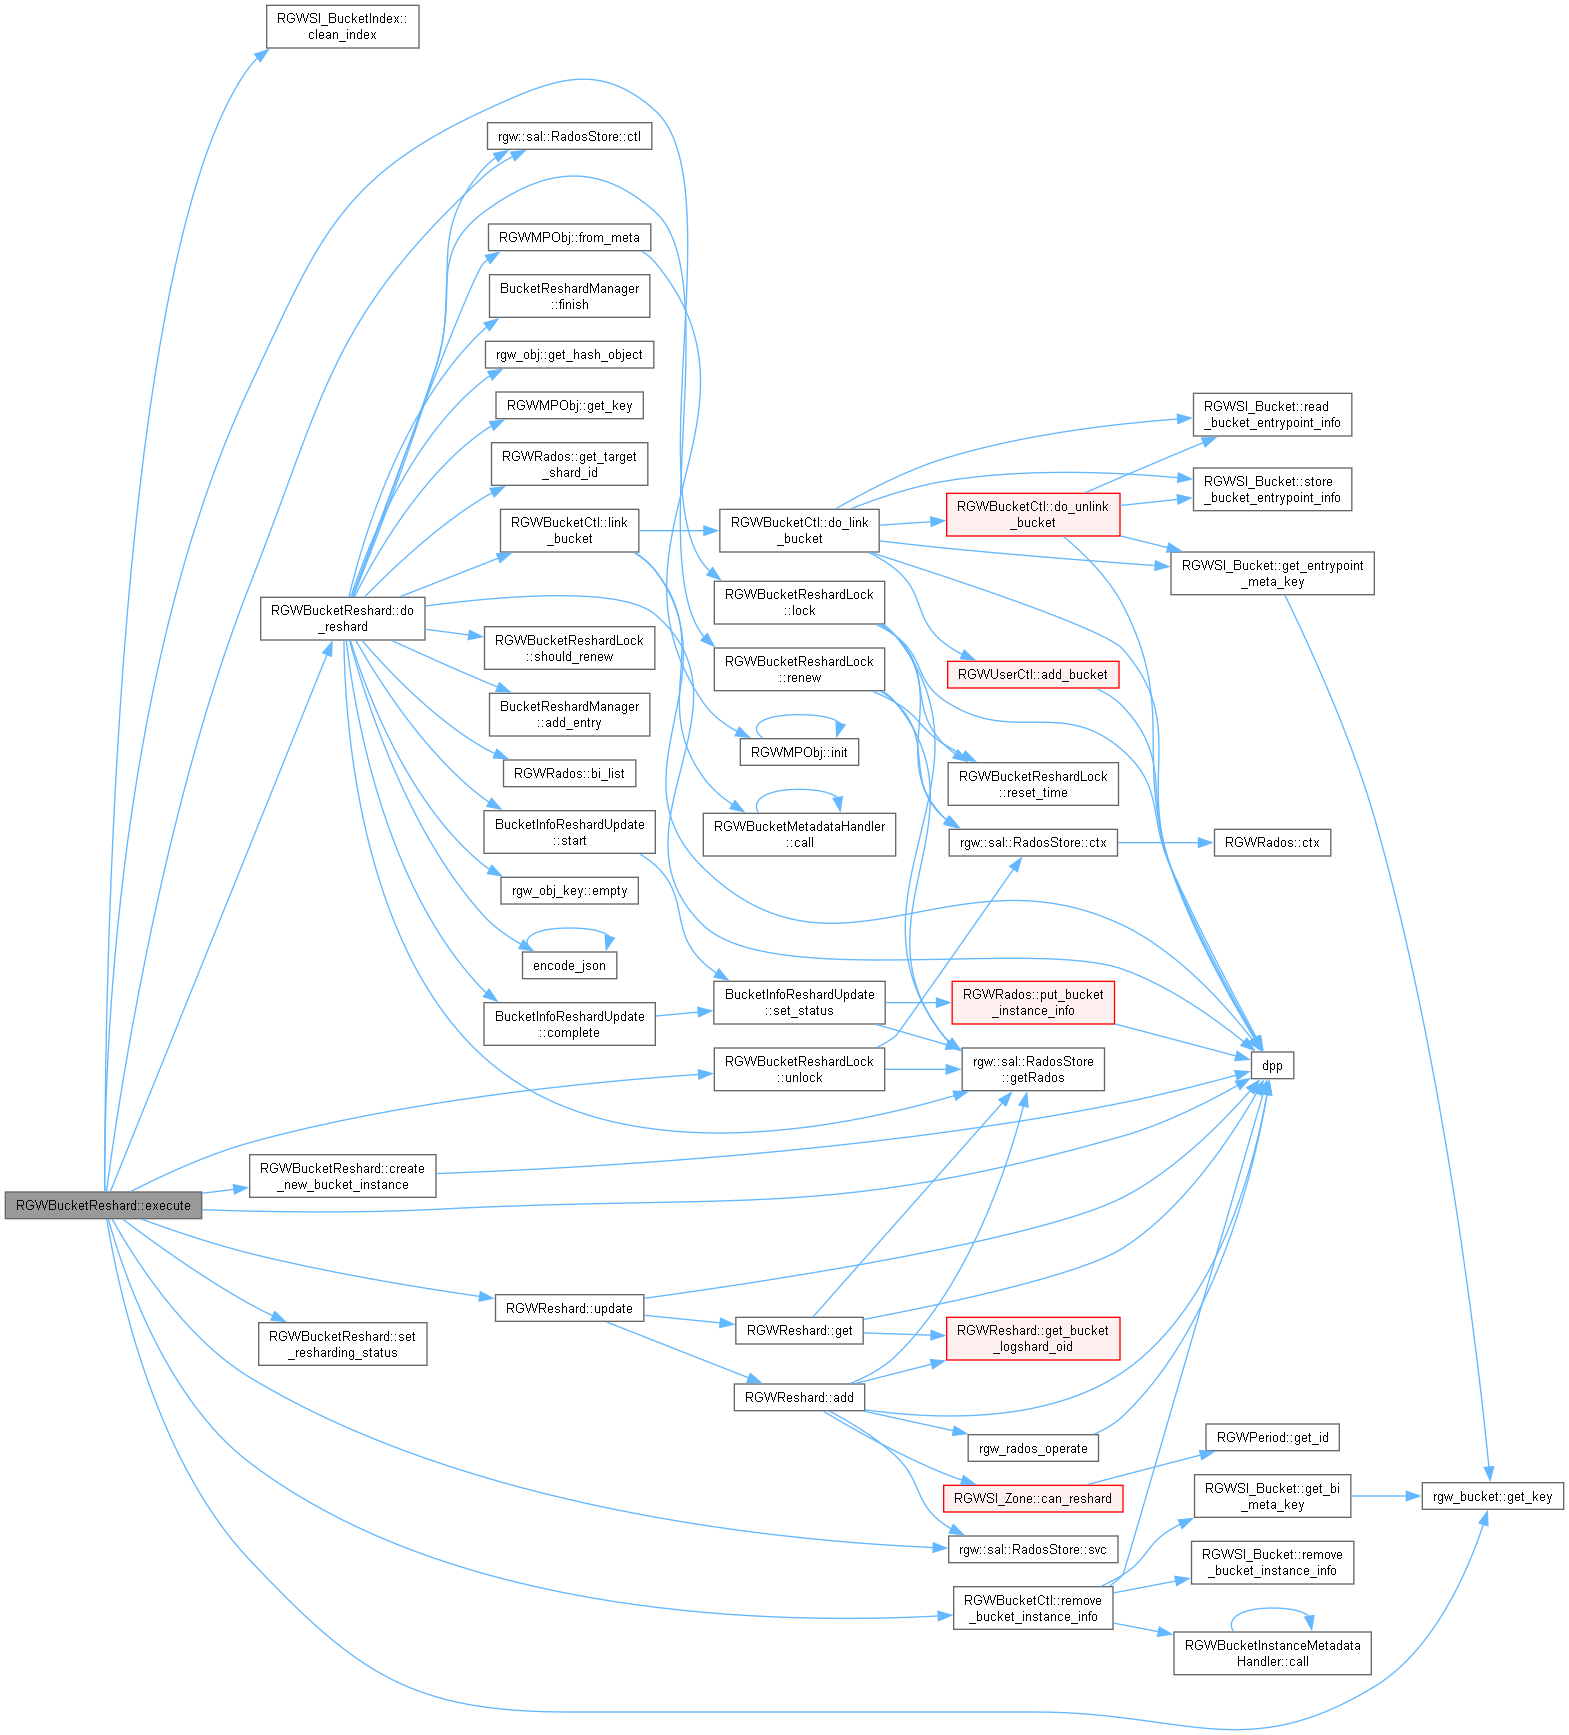 RGWSI_BucketIndex::
clean_index
rgw::sal::RadosStore::ctl
RGWMPObj::from_meta
BucketReshardManager
::finish
rgw_obj::get_hash_object
RGWMPObj::get_key
RGWRados::get_target
_shard_id
RGWBucketCtl::link
_bucket
RGWBucketReshard::do
_reshard
RGWBucketReshardLock
::should_renew
BucketReshardManager
::add_entry
RGWRados::bi_list
BucketInfoReshardUpdate
::start
rgw_obj_key::empty
encode_json
BucketInfoReshardUpdate
::complete
RGWBucketCtl::do_link
_bucket
RGWBucketReshardLock
::lock
RGWBucketReshardLock
::renew
RGWMPObj::init
RGWBucketMetadataHandler
::call
BucketInfoReshardUpdate
::set_status
RGWBucketReshardLock
::unlock
RGWSI_Bucket::read
_bucket_entrypoint_info
RGWSI_Bucket::store
_bucket_entrypoint_info
RGWBucketCtl::do_unlink
_bucket
RGWSI_Bucket::get_entrypoint
_meta_key
RGWUserCtl::add_bucket
RGWBucketReshardLock
::reset_time
rgw::sal::RadosStore::ctx
RGWRados::ctx
RGWRados::put_bucket
_instance_info
rgw::sal::RadosStore
::getRados
dpp
RGWBucketReshard::create
_new_bucket_instance
RGWBucketReshard::execute
RGWBucketReshard::set
_resharding_status
RGWReshard::update
RGWReshard::get
RGWReshard::get_bucket
_logshard_oid
RGWReshard::add
rgw_rados_operate
RGWSI_Zone::can_reshard
RGWPeriod::get_id
rgw::sal::RadosStore::svc
RGWSI_Bucket::get_bi
_meta_key
rgw_bucket::get_key
RGWSI_Bucket::remove
_bucket_instance_info
RGWBucketCtl::remove
_bucket_instance_info
RGWBucketInstanceMetadata
Handler::call